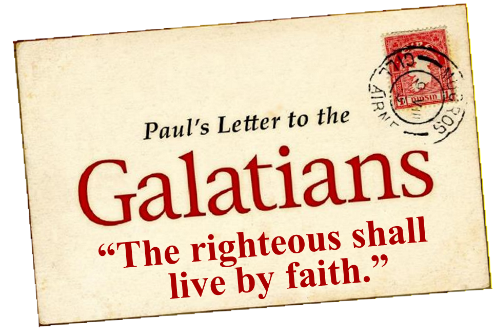 Paul's Letter to the
Galatians
“The righteous shall
live by faith.”